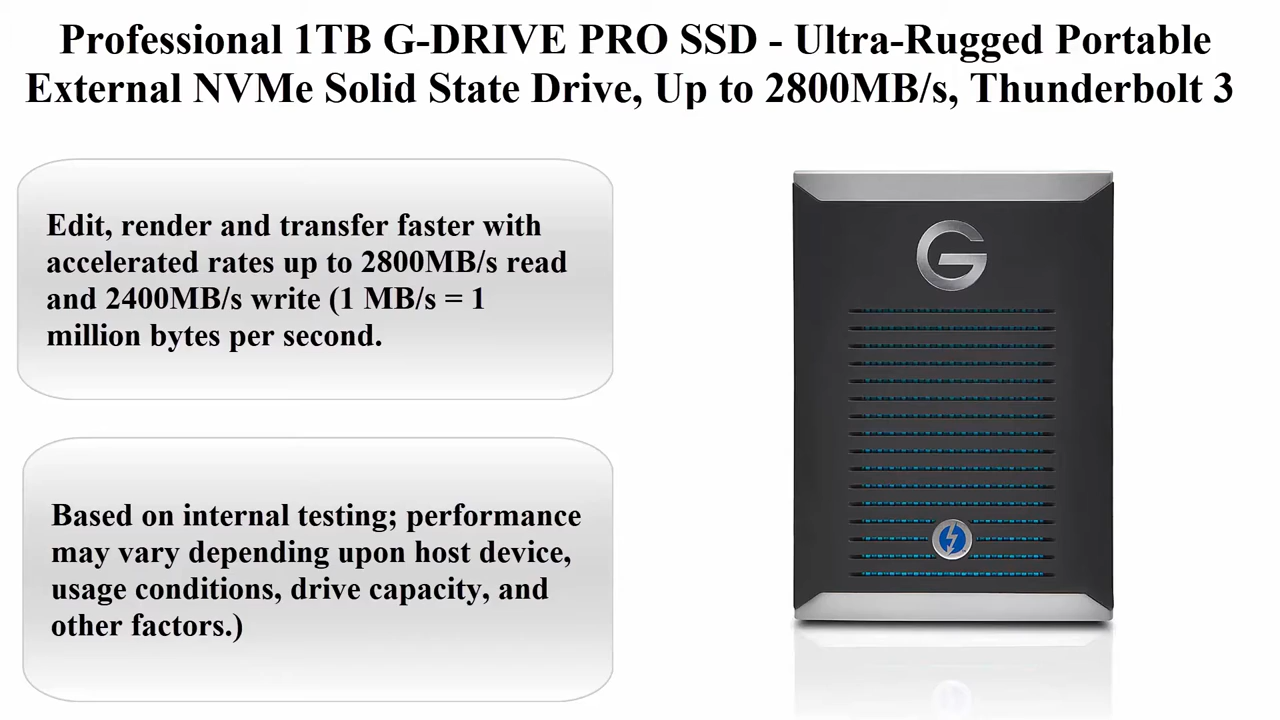 Professional 1TB G-DRIVE PRO SSD - Ultra-Rugged Portable
External NVMe Solid State Drive, Up to 2800MB/s, Thunderbolt 3
Edit, render and transfer faster with
accelerated rates up to 2800MB/s read
and 2400MB/s write (1 MB/s = 1
million bytes per second.
Based on internal testing; performance
may vary depending upon host device,
usage conditions, drive capacity, and
other factors.)
G